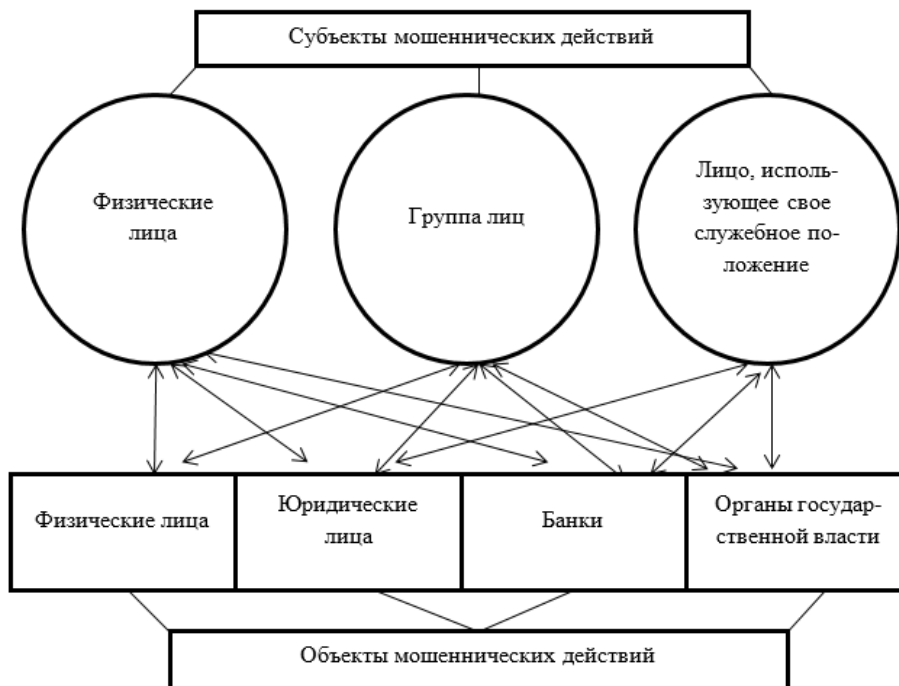 Субъекты мошеннических действий
Физические
лица
Группа лиц
Лицо, исполь-
зующее свое
служебное по-
ложение
Физические лица
Юридические
лица
Банки
Органы государ-
ственной власти
Объекты мошеннических действий